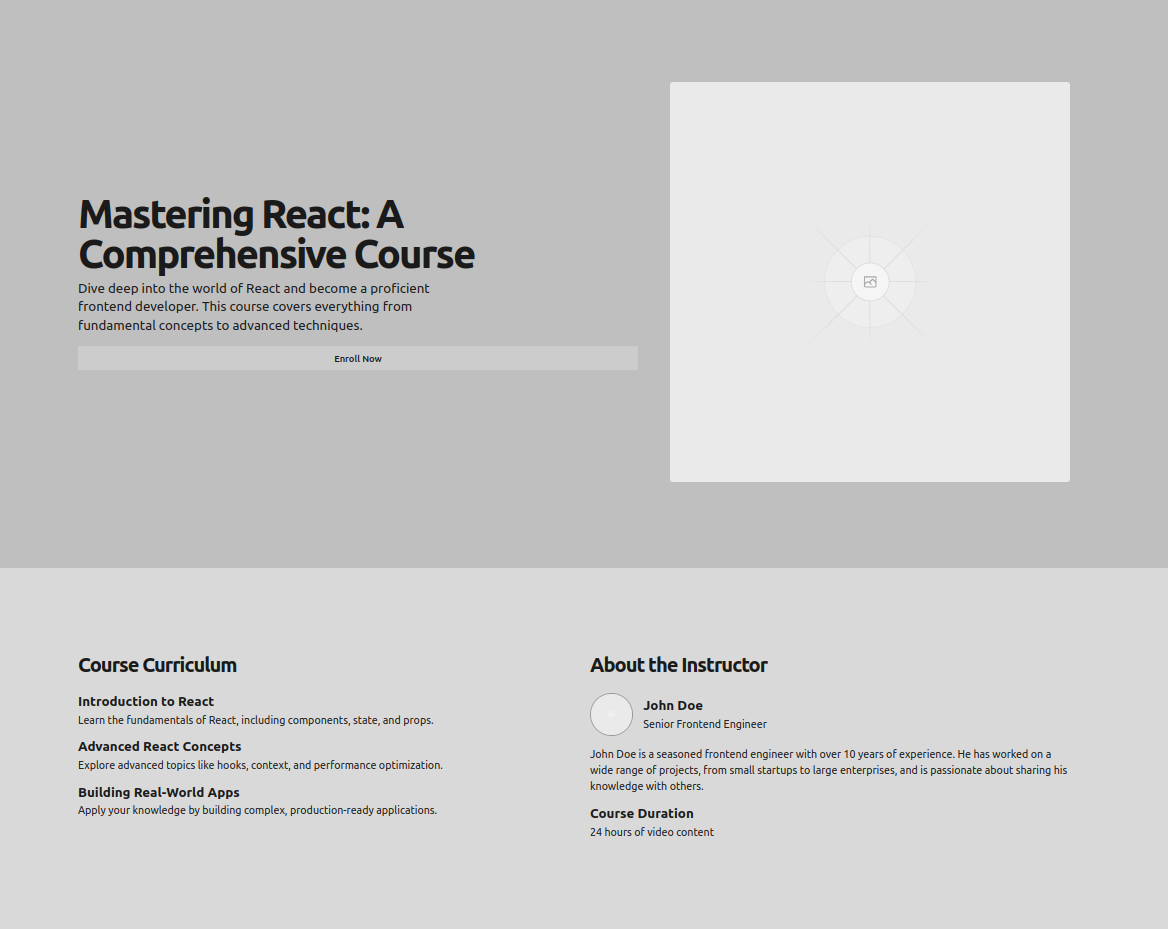 Mastering React: A
Comprehensive Course
Dive deep into the world of React and become a proficient
frontend developer. This course covers everything from
fundamental concepts to advanced techniques.
Enroll Now
Course Curriculum
Introduction to React
Learn the fundamentals of React, including components, state, and props.
Advanced React Concepts
Explore advanced topics like hooks, context, and performance optimization.
Building Real-World Apps
Apply your knowledge by building complex, production-ready applications.
About the Instructor
John Doe
Senior Frontend Engineer
John Doe is a seasoned frontend engineer with over 10 years of experience. He has worked on a
wide range of projects, from small startups to large enterprises, and is passionate about sharing his
knowledge with others.
Course Duration
24 hours of video content